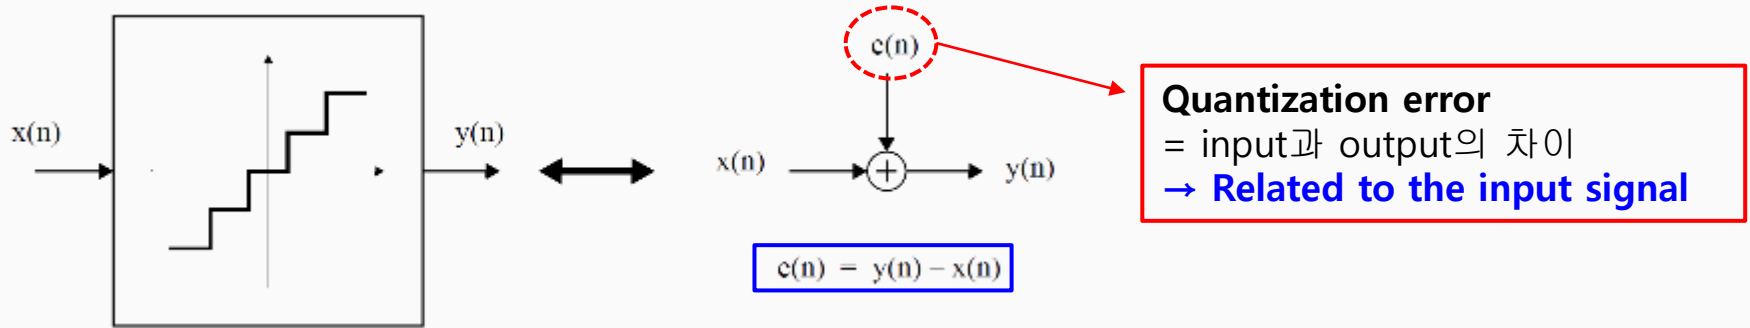 x(n)
y(n)
e(n)
x(n)
y(n)
e(n) = y(n) – x(n)
Quantization error
= input과 output의 차이
→ Related to the input signal